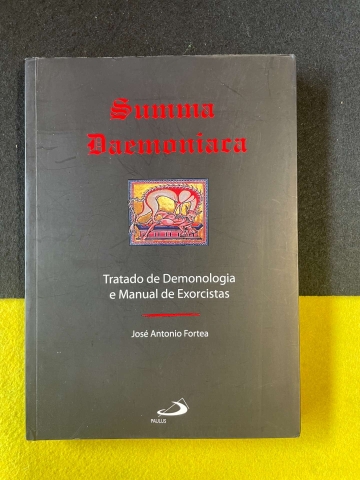 Summa
Daemoniaca
Tratado de Demonologia
e Manual de Exorcistas
José Antonio Fortea
PAULUS